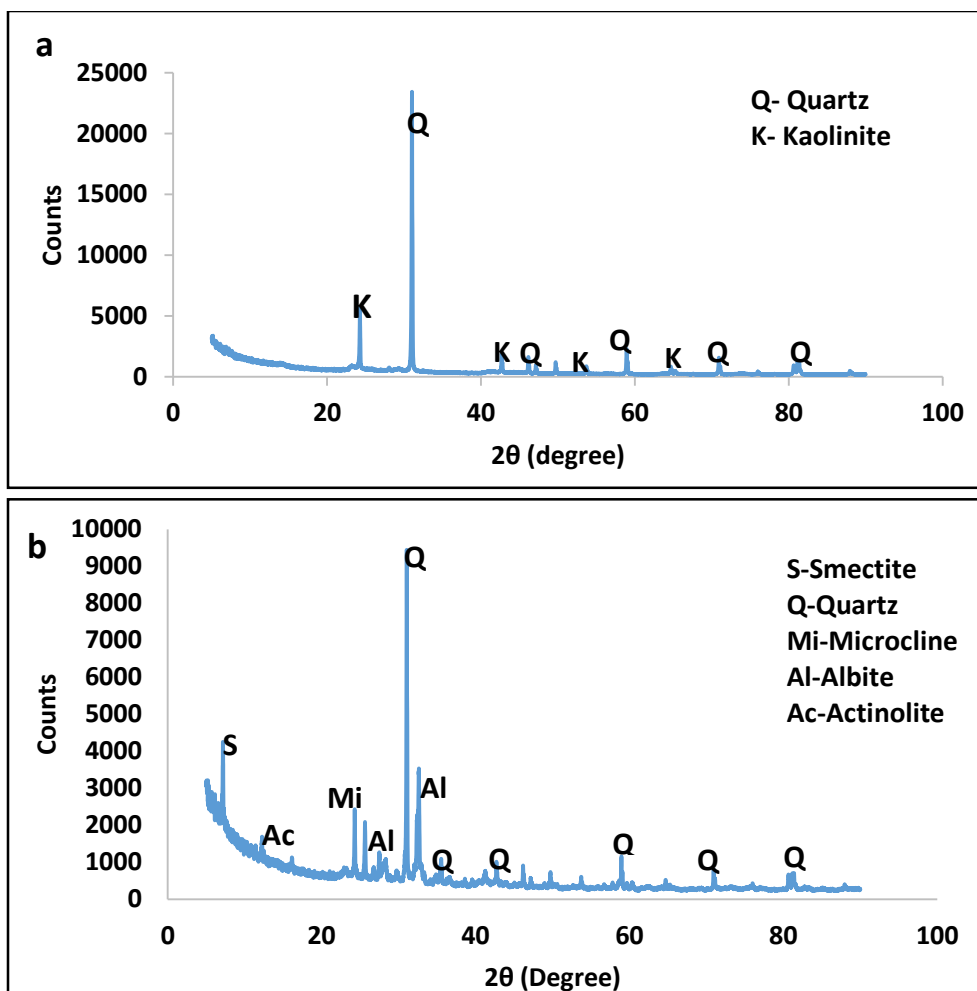 a
25000
20000
15000
10000
5000
0
Counts
Q- Quartz
K- Kaolinite
Q
K
K
Q
K
Q
K
Q
Q
0 20 40 60 80 100
2θ (degree)
b
10000
9000
8000
7000
6000
5000
4000
3000
2000
1000
0
Counts
S-Smectite
Q-Quartz
Mi-Microcline
Al-Albite
Ac-Actinolite
Q
S
Al
Mi
Ac
Al
Q
Q
Q
Q
Q
0 20 40 60 80 100
2θ (Degree)